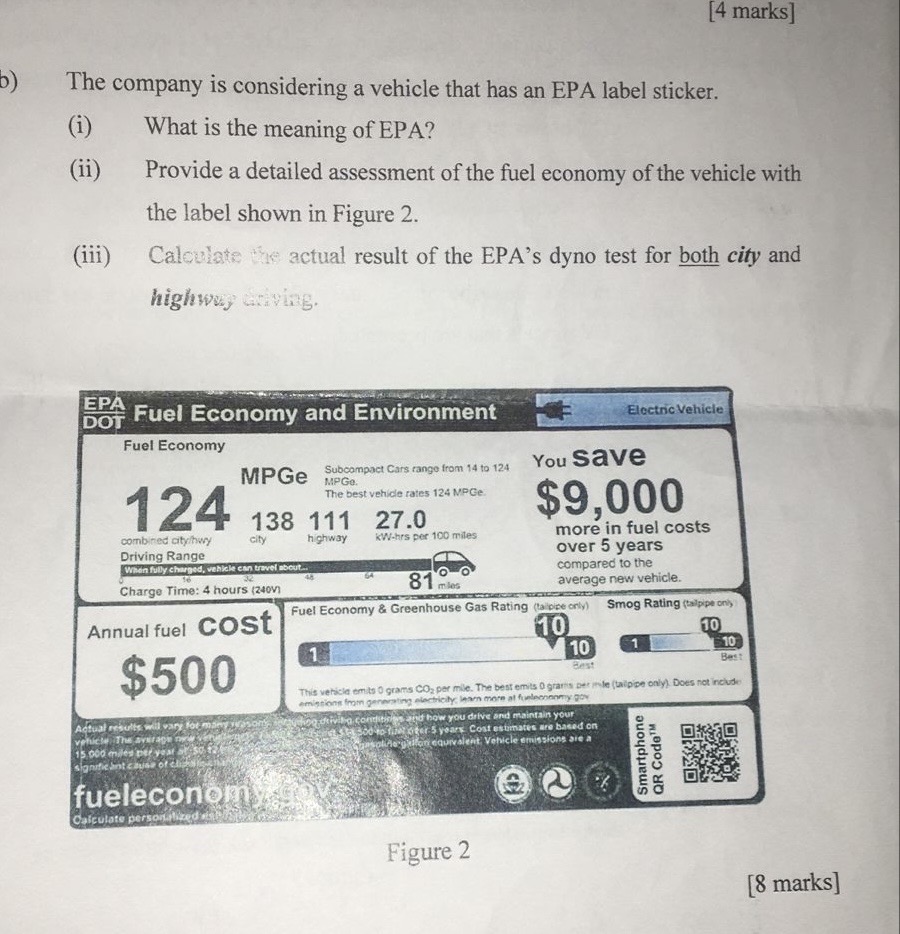 [4 marks]
b) The company is considering a vehicle that has an EPA label sticker.
(i) What is the meaning of EPA?
(ii) Provide a detailed assessment of the fuel economy of the vehicle with
the label shown in Figure 2.
(iii) Calculate the actual result of the EPA's dyno test for both city and
highway driving.
EPA
DOT
Fuel Economy and Environment
Electric Vehicle
Fuel Economy
MPGe
Subcompact Cars range from 14 to 124
MPGe.
The best vehicle rates 124 MPGe.
124
combined city/hwy
138
city
111
highway
27.0
kW-hrs per 100 miles
Driving Range
When fully charged, vehicle can travel about...
0 16 32 48 64 81 miles
Charge Time: 4 hours (240V)
You save
$9,000
more in fuel costs
over 5 years
compared to the
average new vehicle.
Annual fuel cost
$500
Fuel Economy & Greenhouse Gas Rating (tailpipe only)
10
1 10
Best
Smog Rating (tailpipe only)
10
1 10
Best
This vehicle emits 0 grams CO2 per mile. The best emits 0 grams per mile (tailpipe only). Does not include
emissions from generating electricity; learn more at fueleconomy.gov
Actual results will vary for many reasons, including driving conditions and how you drive and maintain your
vehicle. The average new over 5 years. Cost estimates are based on
15,000 miles per year at gasoline gallon equivalent. Vehicle emissions are a
significant cause of
fueleconomy.gov
Calculate personalized
Smartphone
QR Code™
Figure 2
[8 marks]